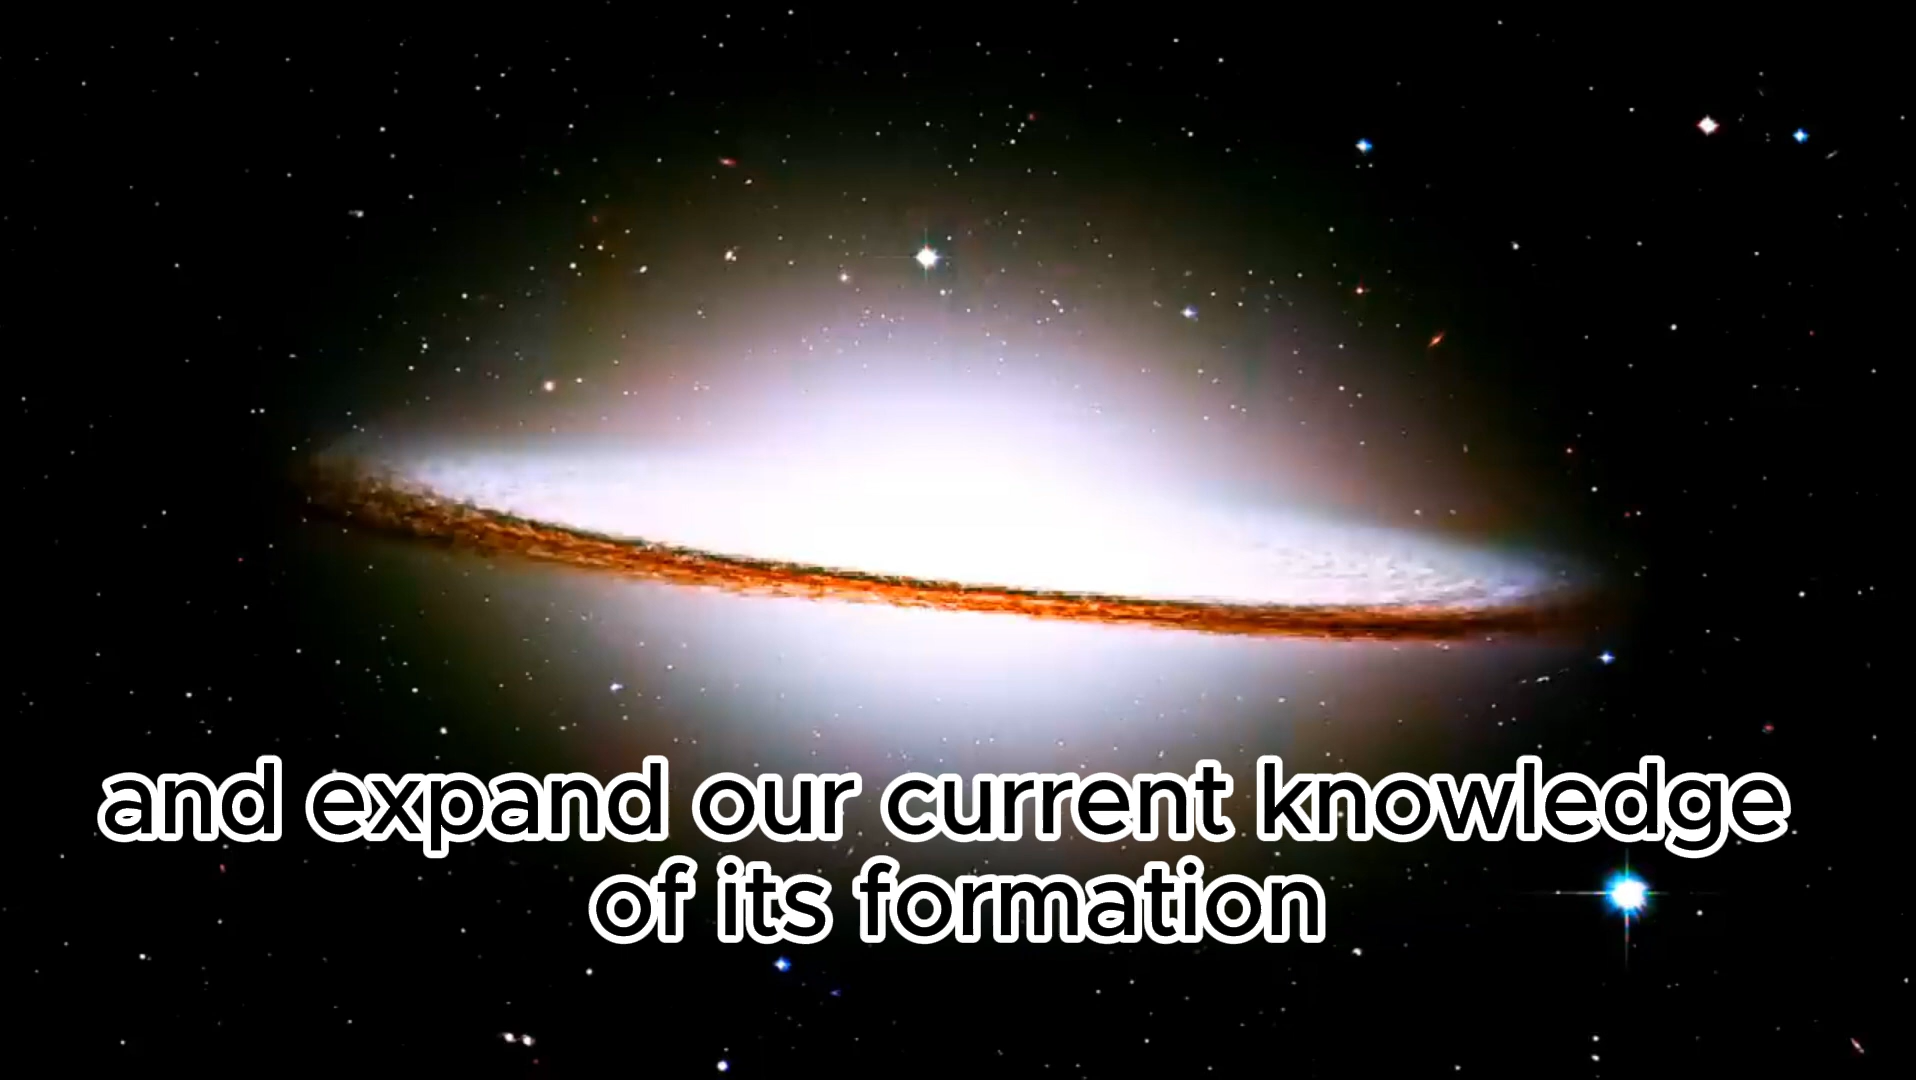 and expand our current knowledge
of its formation